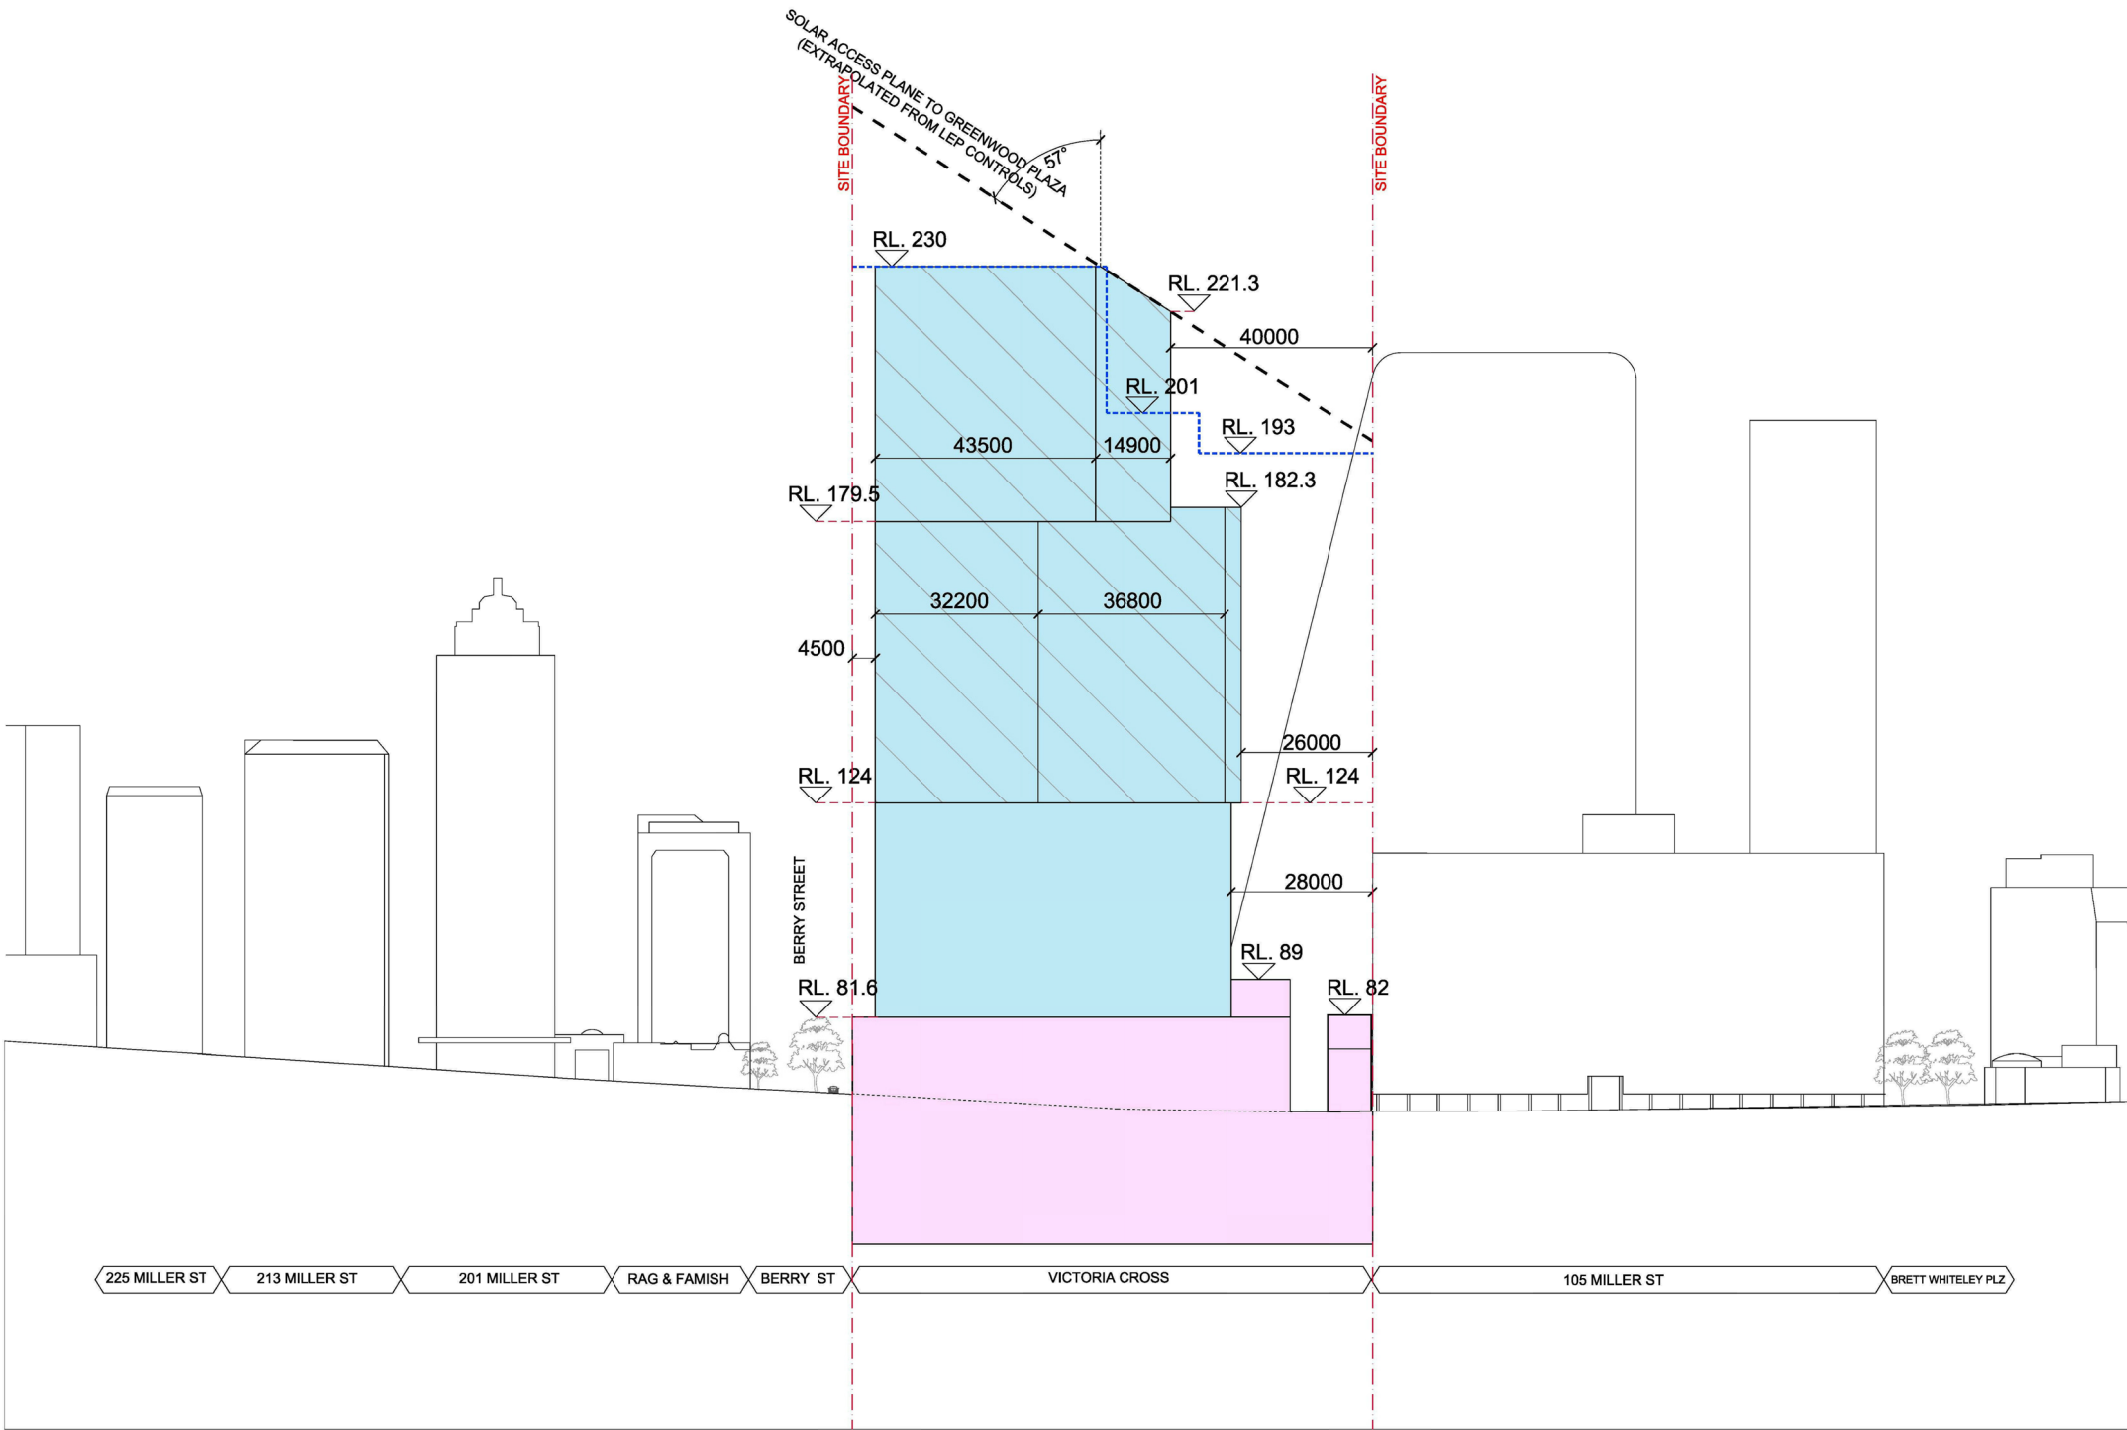 SOLAR ACCESS PLANE TO GREENWOOD PLAZA
(EXTRAPOLATED FROM LEP CONTROLS)
SITE BOUNDARY
SITE BOUNDARY
57°
RL. 230
RL. 221.3
40000
RL. 201
RL. 193
43500
14900
RL. 182.3
RL. 179.5
32200
36800
4500
26000
RL. 124
RL. 124
28000
BERRY STREET
RL. 89
RL. 81.6
RL. 82
225 MILLER ST
213 MILLER ST
201 MILLER ST
RAG & FAMISH
BERRY ST
VICTORIA CROSS
105 MILLER ST
BRETT WHITELEY PLZ